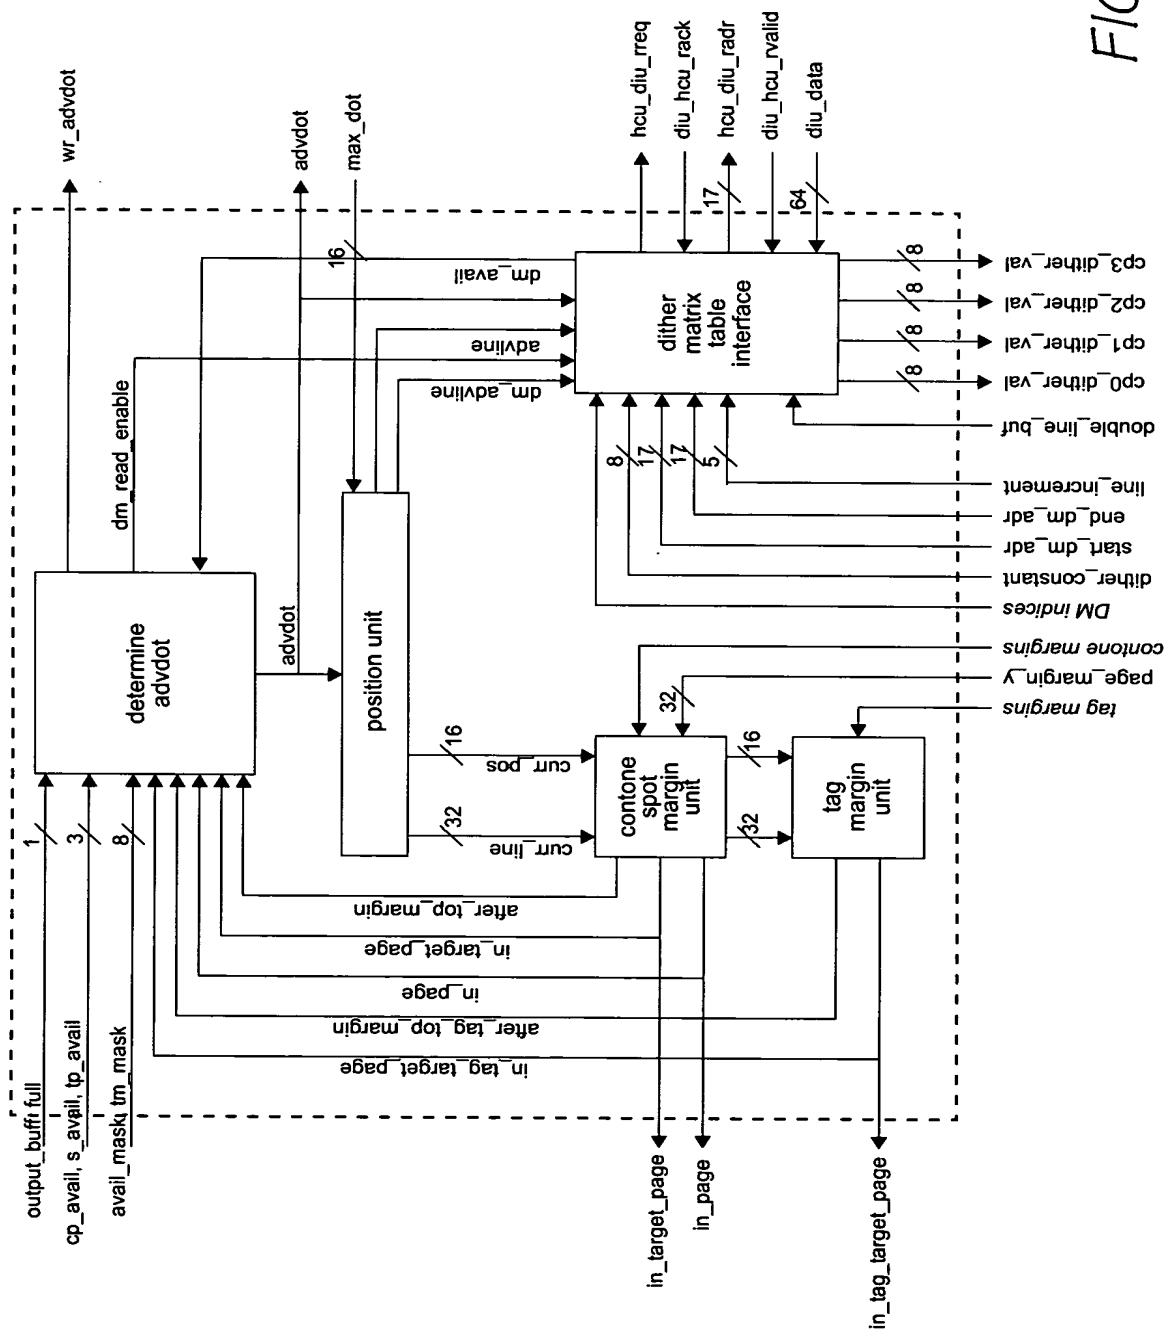 FIG
wr_advdot
advdot
max_dot
hcu_diu_rreq
diu_hcu_rack
hcu_diu_radr
17
diu_hcu_rvalid
diu_data
64
16
dm_avail
advline
dm_advline
dm_read_enable
determine
advdot
advdot
position unit
dither
matrix
table
interface
8
8
8
8
cp3_dither_val
cp2_dither_val
cp1_dither_val
cp0_dither_val
double_line_buf
line_increment
end_dm_adr
start_dm_adr
dither_constant
DM indices
8
17
17
5
contone margins
page_margin_y
tag margins
32
16
curr_pos
32
curr_line
contone
spot
margin
unit
16
32
tag
margin
unit
1
3
8
output_buff_full
cp_avail, s_avail, tp_avail
avail_mask, tm_mask
after_top_margin
in_target_page
in_page
after_tag_top_margin
in_tag_target_page
in_target_page
in_page
in_tag_target_page